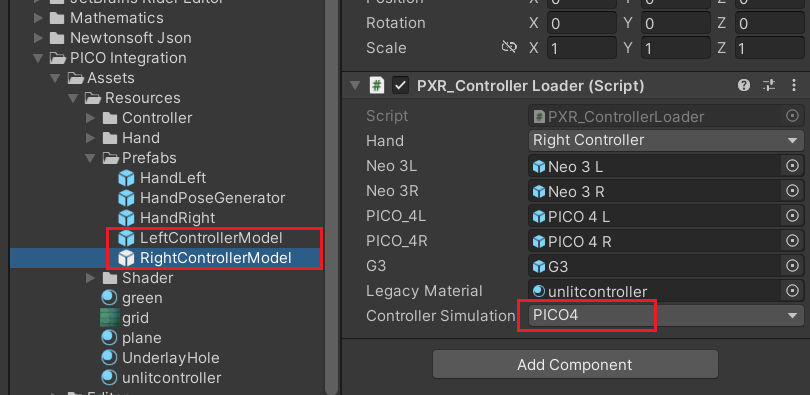 JetBrains Rider Editor
Mathematics
Newtonsoft Json
PICO Integration
Assets
Resources
Controller
Hand
Prefabs
HandLeft
HandPoseGenerator
HandRight
LeftControllerModel
RightControllerModel
Shader
green
grid
plane
UnderlayHole
unlitcontroller
Editor
Position X 0 Y 0 Z 0
Rotation X 0 Y 0 Z 0
Scale X 1 Y 1 Z 1
# PXR_Controller Loader (Script)
Script PXR_ControllerLoader
Hand Right Controller
Neo 3L Neo 3 L
Neo 3R Neo 3 R
PICO_4L PICO 4 L
PICO_4R PICO 4 R
G3 G3
Legacy Material unlitcontroller
Controller Simulation PICO4
Add Component